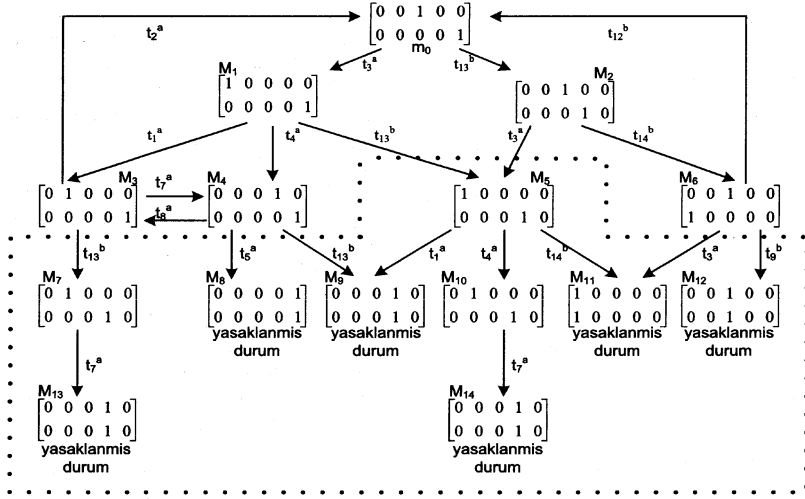 0 0 1 0 0
t₂ᵃ t₁₂ᵇ
0 0 0 0 1
m₀
M₁ t₃ᵃ t₁₃ᵇ M₂
1 0 0 0 0 0 0 1 0 0
0 0 0 0 1 0 0 0 1 0
t₁ᵃ t₄ᵃ t₁₃ᵇ t₃ᵃ t₁₄ᵇ
M₃ M₄ M₅ M₆
0 1 0 0 0 t₇ᵃ 0 0 0 1 0 1 0 0 0 0 0 0 1 0 0
0 0 0 0 1 t₈ᵃ 0 0 0 0 1 0 0 0 1 0 1 0 0 0 0
t₁₃ᵇ t₅ᵃ t₁₃ᵇ t₁ᵃ t₄ᵃ t₁₄ᵇ t₃ᵃ t₉ᵇ
M₇ M₈ M₉ M₁₀ M₁₁ M₁₂
0 1 0 0 0 0 0 0 0 1 0 0 0 1 0 0 1 0 0 0 1 0 0 0 0 0 0 1 0 0
0 0 0 1 0 0 0 0 0 1 0 0 0 1 0 0 0 0 1 0 1 0 0 0 0 0 0 1 0 0
yasaklanmis yasaklanmis yasaklanmis yasaklanmis
durum durum durum durum
t₇ᵃ t₇ᵃ
M₁₃ M₁₄
0 0 0 1 0 0 0 0 1 0
0 0 0 1 0 0 0 0 1 0
yasaklanmis yasaklanmis
durum durum